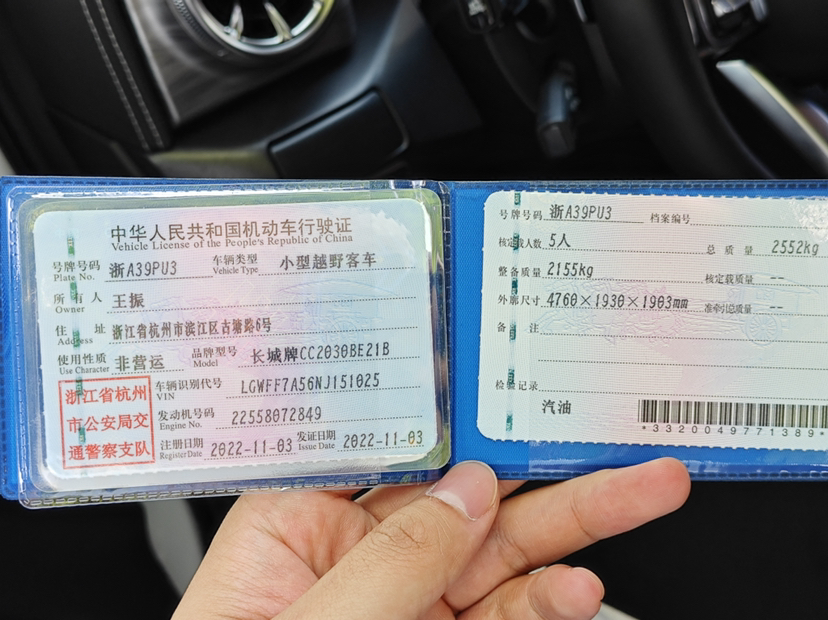 中华人民共和国机动车行驶证
Vehicle License of the People's Republic of China
号牌号码 浙A39PU3 车辆类型 小型越野客车
Plate No. Vehicle Type
所有人 王振
Owner
住址 浙江省杭州市滨江区古塘路6号
Address
使用性质 非营运 品牌型号 长城牌CC2030BE21B
Use Character Model
浙江省杭州
市公安局交
通警察支队
车辆识别代号 LGWFF7A56NJ151025
VIN
发动机号码 22558072849
Engine No.
注册日期 2022-11-03 发证日期 2022-11-03
Register Date Issue Date
号牌号码 浙A39PU3 档案编号
核定载人数 5人 总质量 2552kg
整备质量 2155kg 核定载质量 --
外廓尺寸 4760×1930×1903mm 准牵引总质量 --
备注
检验记录
汽油
*3320049771389*